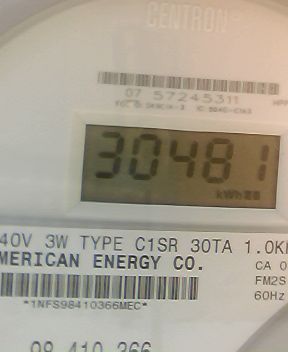 CENTRON
07 57245311
30481
kWh
40V 3W TYPE C1SR 30TA 1.0K
MERICAN ENERGY CO.
CA 0
FM2S
*1NFS98410366MEC*
60Hz
98 410 366